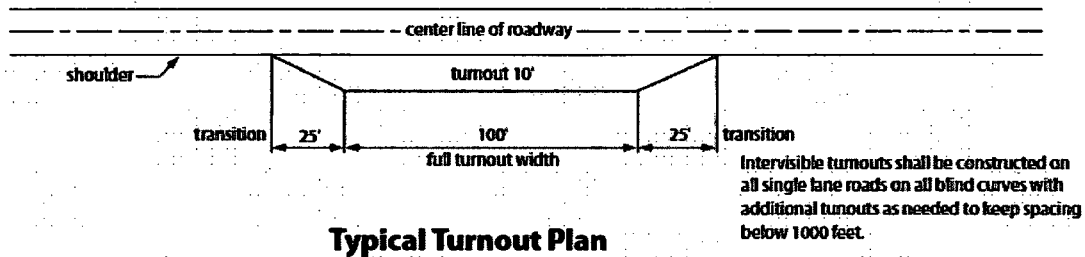 center line of roadway
shoulder
turnout 10'
transition 25' 100' 25' transition
full turnout width
Intervisible turnouts shall be constructed on
all single lane roads on all blind curves with
additional tunouts as needed to keep spacing
below 1000 feet.
Typical Turnout Plan